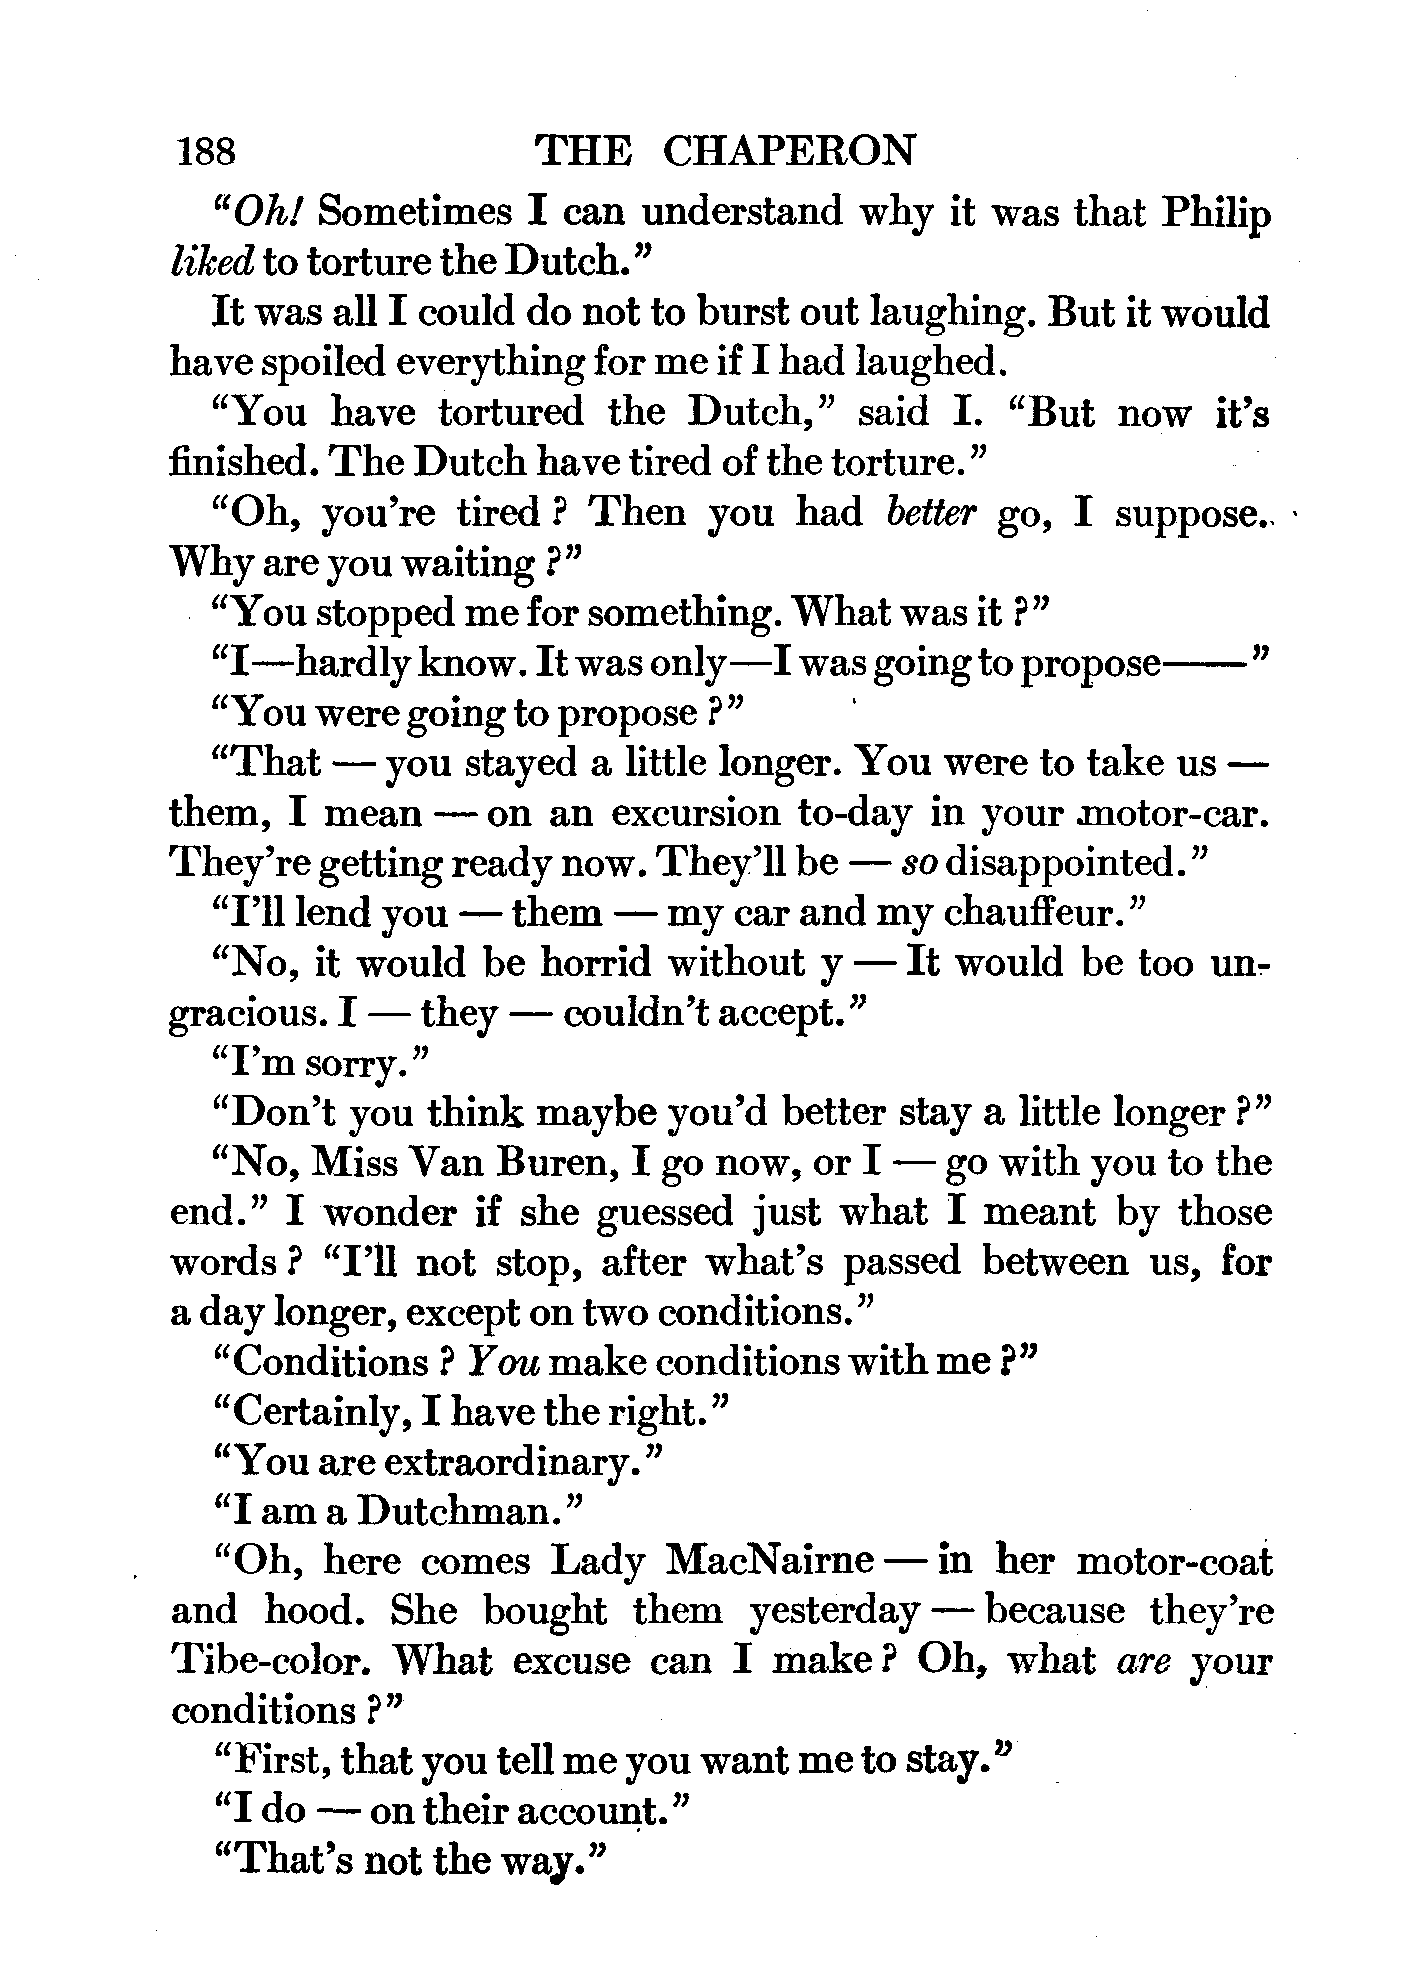 188 THE CHAPERON
"Oh! Sometimes I can understand why it was that Philip
liked to torture the Dutch."
It was all I could do not to burst out laughing. But it would
have spoiled everything for me if I had laughed.
"You have tortured the Dutch," said I. "But now it's
finished. The Dutch have tired of the torture."
"Oh, you're tired ? Then you had better go, I suppose.
Why are you waiting ?"
"You stopped me for something. What was it ?"
"I—hardly know. It was only—I was going to propose——"
"You were going to propose ?"
"That — you stayed a little longer. You were to take us —
them, I mean — on an excursion to-day in your motor-car.
They're getting ready now. They'll be — so disappointed."
"I'll lend you — them — my car and my chauffeur."
"No, it would be horrid without y — It would be too un-
gracious. I — they — couldn't accept."
"I'm sorry."
"Don't you think maybe you'd better stay a little longer ?"
"No, Miss Van Buren, I go now, or I — go with you to the
end." I wonder if she guessed just what I meant by those
words ? "I'll not stop, after what's passed between us, for
a day longer, except on two conditions."
"Conditions ? You make conditions with me ?"
"Certainly, I have the right."
"You are extraordinary."
"I am a Dutchman."
"Oh, here comes Lady MacNairne — in her motor-coat
and hood. She bought them yesterday — because they're
Tibe-color. What excuse can I make ? Oh, what are your
conditions ?"
"First, that you tell me you want me to stay."
"I do — on their account."
"That's not the way."